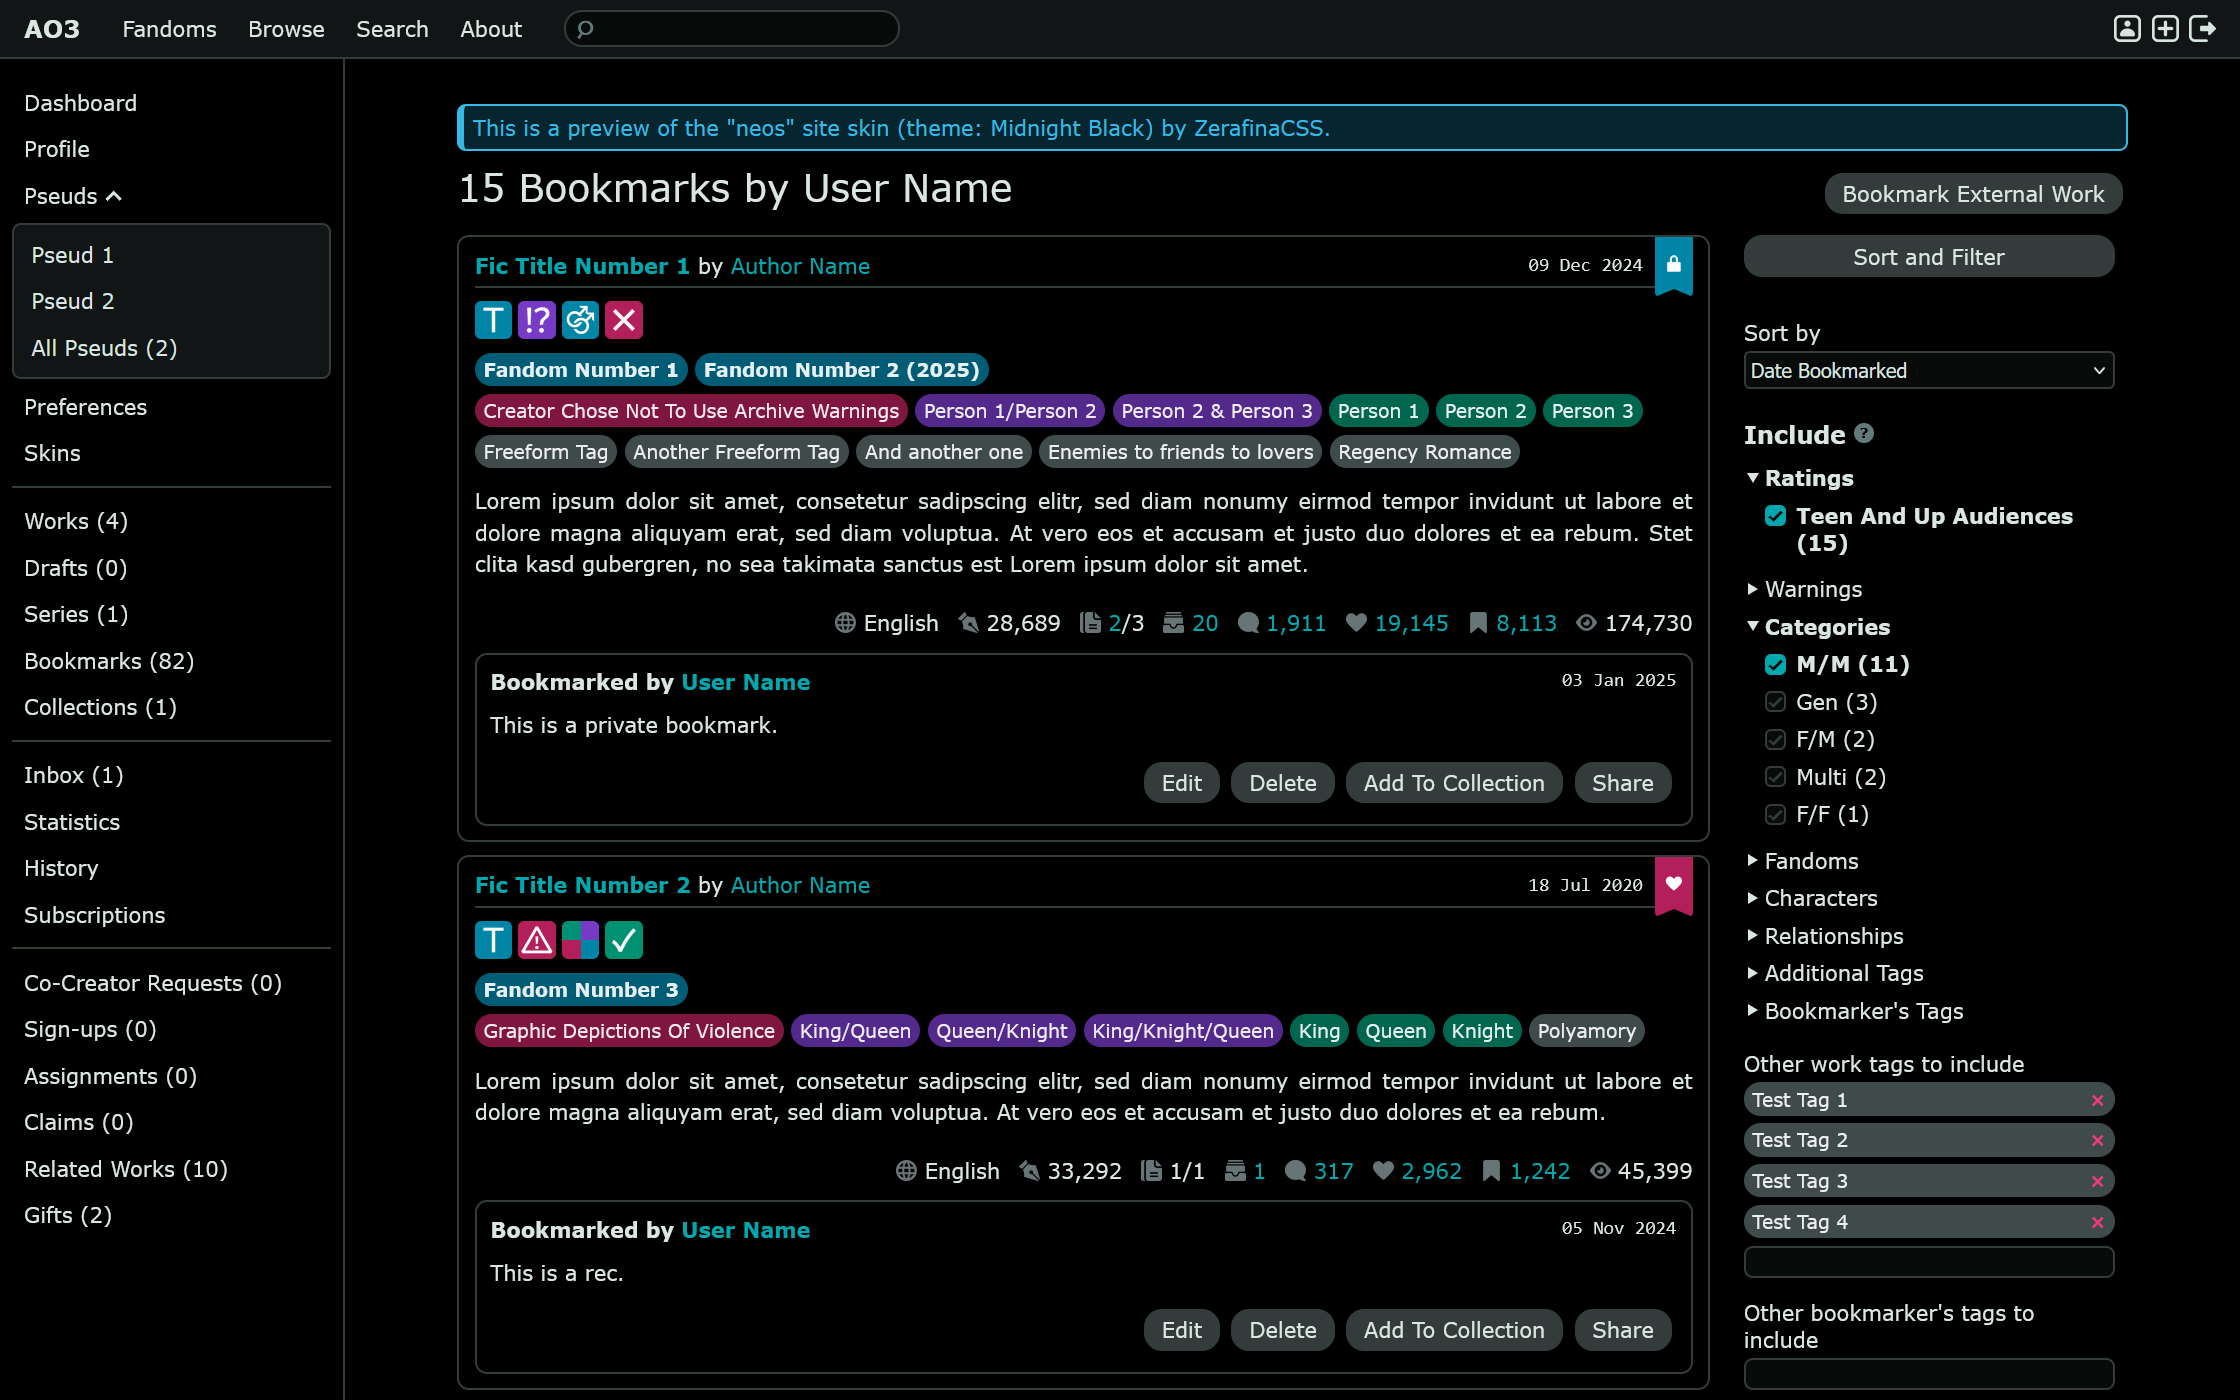 AO3 Fandoms Browse Search About
Dashboard
Profile
Pseuds
Pseud 1
Pseud 2
All Pseuds (2)
Preferences
Skins
Works (4)
Drafts (0)
Series (1)
Bookmarks (82)
Collections (1)
Inbox (1)
Statistics
History
Subscriptions
Co-Creator Requests (0)
Sign-ups (0)
Assignments (0)
Claims (0)
Related Works (10)
Gifts (2)
This is a preview of the "neos" site skin (theme: Midnight Black) by ZerafinaCSS.
15 Bookmarks by User Name
Bookmark External Work
Fic Title Number 1 by Author Name 09 Dec 2024
T !?
Fandom Number 1 Fandom Number 2 (2025)
Creator Chose Not To Use Archive Warnings Person 1/Person 2 Person 2 & Person 3 Person 1 Person 2 Person 3
Freeform Tag Another Freeform Tag And another one Enemies to friends to lovers Regency Romance
Lorem ipsum dolor sit amet, consetetur sadipscing elitr, sed diam nonumy eirmod tempor invidunt ut labore et
dolore magna aliquyam erat, sed diam voluptua. At vero eos et accusam et justo duo dolores et ea rebum. Stet
clita kasd gubergren, no sea takimata sanctus est Lorem ipsum dolor sit amet.
English 28,689 2/3 20 1,911 19,145 8,113 174,730
Bookmarked by User Name 03 Jan 2025
This is a private bookmark.
Edit Delete Add To Collection Share
Fic Title Number 2 by Author Name 18 Jul 2020
T
Fandom Number 3
Graphic Depictions Of Violence King/Queen Queen/Knight King/Knight/Queen King Queen Knight Polyamory
Lorem ipsum dolor sit amet, consetetur sadipscing elitr, sed diam nonumy eirmod tempor invidunt ut labore et
dolore magna aliquyam erat, sed diam voluptua. At vero eos et accusam et justo duo dolores et ea rebum.
English 33,292 1/1 1 317 2,962 1,242 45,399
Bookmarked by User Name 05 Nov 2024
This is a rec.
Edit Delete Add To Collection Share
Sort and Filter
Sort by
Date Bookmarked
Include ?
Ratings
Teen And Up Audiences
(15)
Warnings
Categories
M/M (11)
Gen (3)
F/M (2)
Multi (2)
F/F (1)
Fandoms
Characters
Relationships
Additional Tags
Bookmarker's Tags
Other work tags to include
Test Tag 1
Test Tag 2
Test Tag 3
Test Tag 4
Other bookmarker's tags to
include